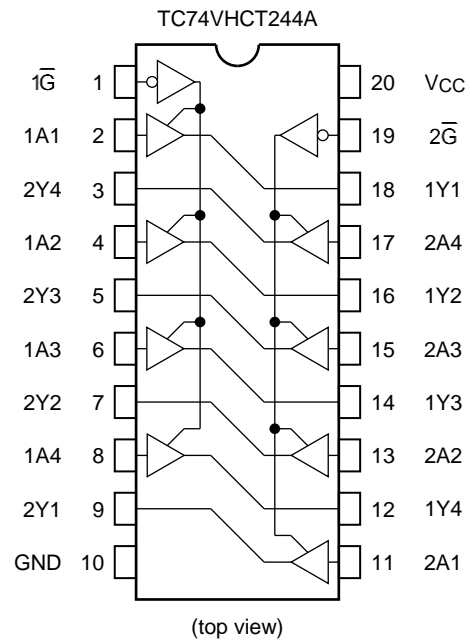 TC74VHCT244A
1G̅ 1 20 VCC
1A1 2 19 2G̅
2Y4 3 18 1Y1
1A2 4 17 2A4
2Y3 5 16 1Y2
1A3 6 15 2A3
2Y2 7 14 1Y3
1A4 8 13 2A2
2Y1 9 12 1Y4
GND 10 11 2A1
(top view)